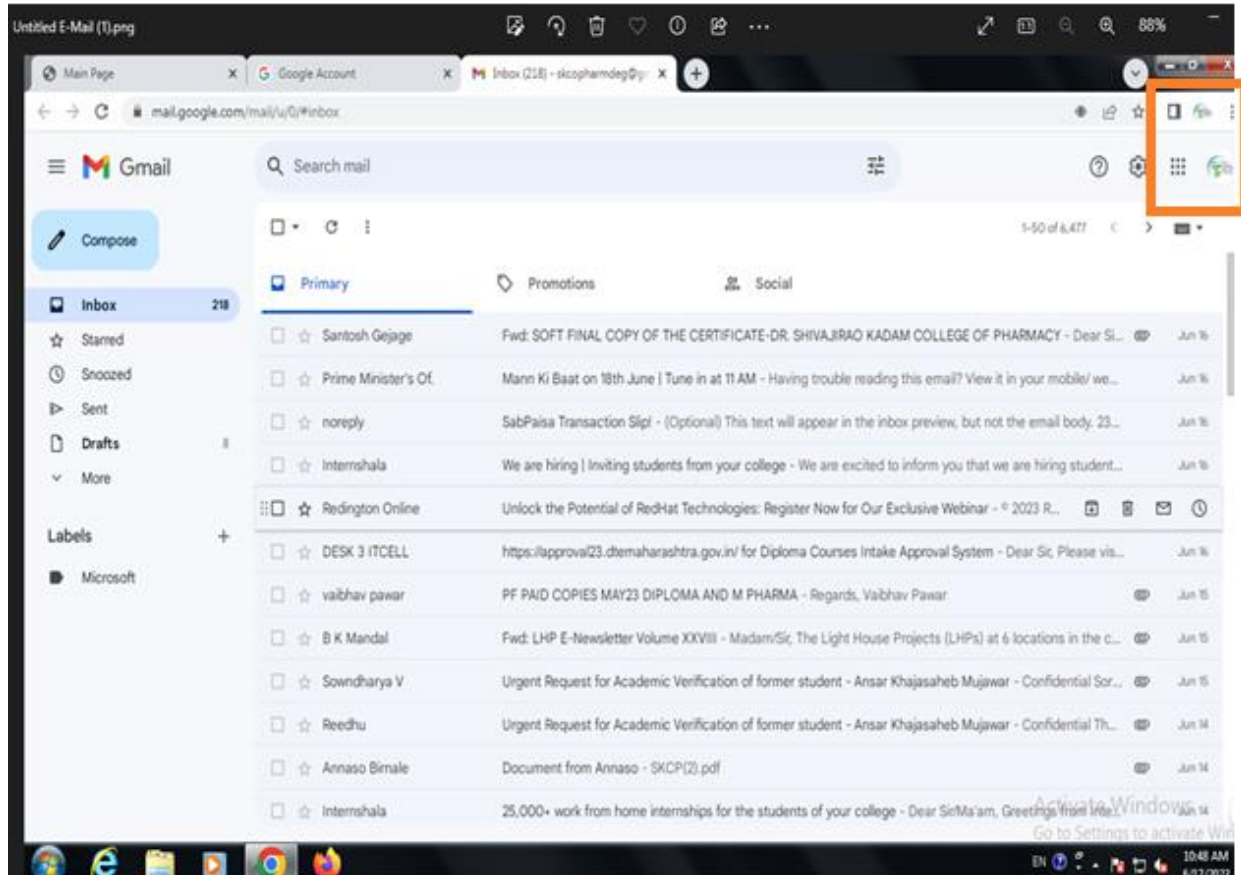 Untitled E-Mail (1).png
88%
Main Page
Google Account
Inbox (218) - skcopharmdeg@g
mail.google.com/mail/u/0/#inbox
Gmail
Search mail
Compose
1-50 of 6,477
Primary
Promotions
Social
Inbox 218
Starred
Snoozed
Sent
Drafts
More
Labels +
Microsoft
Santosh Gejage Fwd: SOFT FINAL COPY OF THE CERTIFICATE-DR. SHIVAJIRAO KADAM COLLEGE OF PHARMACY - Dear Si... Jun 16
Prime Minister's Of. Mann Ki Baat on 18th June | Tune in at 11 AM - Having trouble reading this email? View it in your mobile/ we... Jun 16
noreply SabPaisa Transaction Slip! - (Optional) This text will appear in the inbox preview, but not the email body. 23... Jun 16
Internshala We are hiring | Inviting students from your college - We are excited to inform you that we are hiring student... Jun 16
Redington Online Unlock the Potential of RedHat Technologies: Register Now for Our Exclusive Webinar - © 2023 R...
DESK 3 ITCELL https://approval23.dtemaharashtra.gov.in/ for Diploma Courses Intake Approval System - Dear Sir, Please vis... Jun 16
vaibhav pawar PF PAID COPIES MAY23 DIPLOMA AND M PHARMA - Regards, Vaibhav Pawar Jun 15
B K Mandal Fwd: LHP E-Newsletter Volume XXVIII - Madam/Sir, The Light House Projects (LHPs) at 6 locations in the c... Jun 15
Sowndharya V Urgent Request for Academic Verification of former student - Ansar Khajasaheb Mujawar - Confidential Sor... Jun 15
Reedhu Urgent Request for Academic Verification of former student - Ansar Khajasaheb Mujawar - Confidential Th... Jun 14
Annaso Birnale Document from Annaso - SKCP(2).pdf Jun 14
Internshala 25,000+ work from home internships for the students of your college - Dear Sir/Ma'am, Greetings from Inte... Jun 14
Activate Windows
Go to Settings to activate Win
EN
10:48 AM
6/17/2023